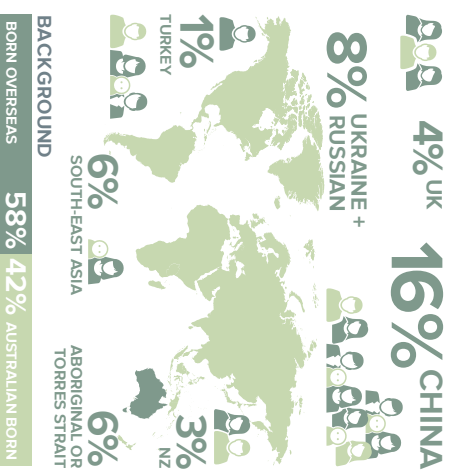 BACKGROUND
BORN OVERSEAS 58% 42% AUSTRALIAN BORN
4% UK
16% CHINA
8% UKRAINE +
RUSSIAN
1%
TURKEY
6%
SOUTH-EAST ASIA
3%
NZ
6%
ABORIGINAL OR
TORRES STRAIT